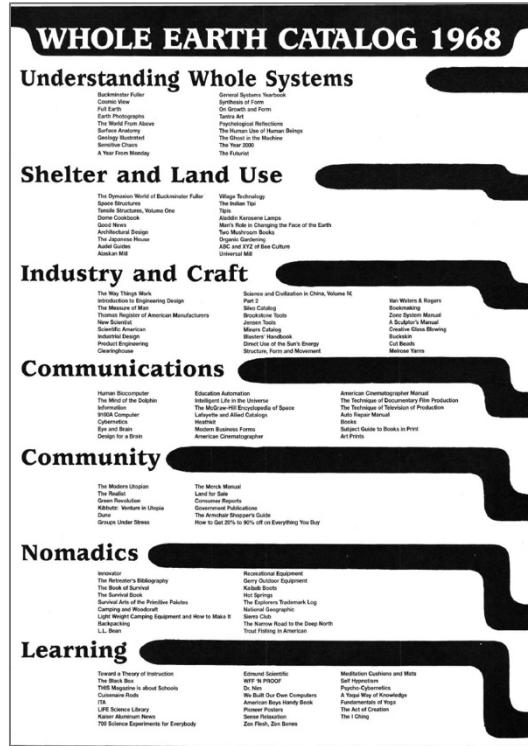 WHOLE EARTH CATALOG 1968
Understanding Whole Systems
Buckminster Fuller
Cosmic View
Full Earth
Earth Photographs
The World From Above
Surface Anatomy
Geology Illustrated
Sensitive Chaos
A Year From Monday
General Systems Yearbook
Synthesis of Form
On Growth and Form
Tantra Art
Psychological Reflections
The Human Use of Human Beings
The Ghost in the Machine
The Year 2000
The Futurist
Shelter and Land Use
The Dymaxion World of Buckminster Fuller
Space Structures
Tensile Structures, Volume One
Dome Cookbook
Good News
Architectural Design
The Japanese House
Audel Guides
Alaskan Mill
Village Technology
The Indian Tipi
Tipis
Aladdin Kerosene Lamps
Man's Role in Changing the Face of the Earth
Two Mushroom Books
Organic Gardening
ABC and XYZ of Bee Culture
Universal Mill
Industry and Craft
The Way Things Work
Introduction to Engineering Design
The Measure of Man
Thomas Register of American Manufacturers
New Scientist
Scientific American
Industrial Design
Product Engineering
Clearinghouse
Science and Civilization in China, Volume IV,
Part 2
Silvo Catalog
Brookstone Tools
Jensen Tools
Miners Catalog
Blasters' Handbook
Direct Use of the Sun's Energy
Structure, Form and Movement
Van Waters & Rogers
Bookmaking
Zone System Manual
A Sculptor's Manual
Creative Glass Blowing
Buckskin
Cut Beads
Melrose Yarns
Communications
Human Biocomputer
The Mind of the Dolphin
Information
9100A Computer
Cybernetics
Eye and Brain
Design for a Brain
Education Automation
Intelligent Life in the Universe
The McGraw-Hill Encyclopedia of Space
Lafayette and Allied Catalogs
Heathkit
Modern Business Forms
American Cinematographer
American Cinematographer Manual
The Technique of Documentary Film Production
The Technique of Television of Production
Auto Repair Manual
Books
Subject Guide to Books in Print
Art Prints
Community
The Modern Utopian
The Realist
Green Revolution
Kibbutz: Venture in Utopia
Dune
Groups Under Stress
The Merck Manual
Land for Sale
Consumer Reports
Government Publications
The Armchair Shopper's Guide
How to Get 20% to 90% off on Everything You Buy
Nomadics
Innovator
The Retreater's Bibliography
The Book of Survival
The Survival Book
Survival Arts of the Primitive Paiutes
Camping and Woodcraft
Light Weight Camping Equipment and How to Make It
Backpacking
L.L. Bean
Recreational Equipment
Gerry Outdoor Equipment
Kaibab Boots
Hot Springs
The Explorers Trademark Log
National Geographic
Sierra Club
The Narrow Road to the Deep North
Trout Fishing in American
Learning
Toward a Theory of Instruction
The Black Box
THIS Magazine is about Schools
Cuisenaire Rods
ITA
LIFE Science Library
Kaiser Aluminum News
700 Science Experiments for Everybody
Edmund Scientific
WFF 'N PROOF
Dr. Nim
We Built Our Own Computers
American Boys Handy Book
Pioneer Posters
Sense Relaxation
Zen Flesh, Zen Bones
Meditation Cushions and Mats
Self Hypnotism
Psycho-Cybernetics
A Yaqui Way of Knowledge
Fundamentals of Yoga
The Act of Creation
The I Ching